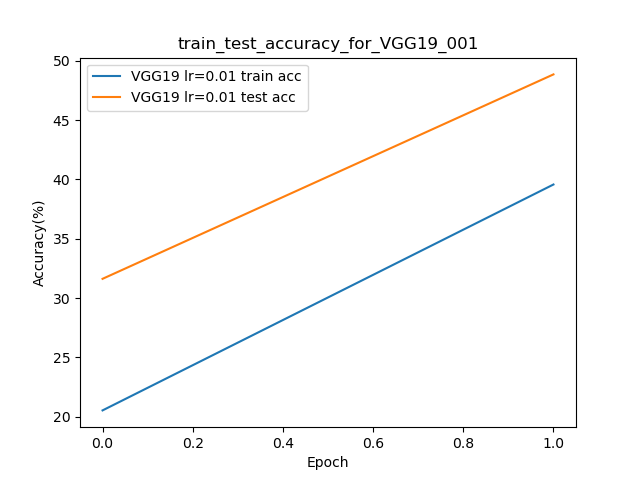 train_test_accuracy_for_VGG19_001
VGG19 lr=0.01 train acc
VGG19 lr=0.01 test acc
Accuracy(%)
50
45
40
35
30
25
20
0.0 0.2 0.4 0.6 0.8 1.0
Epoch